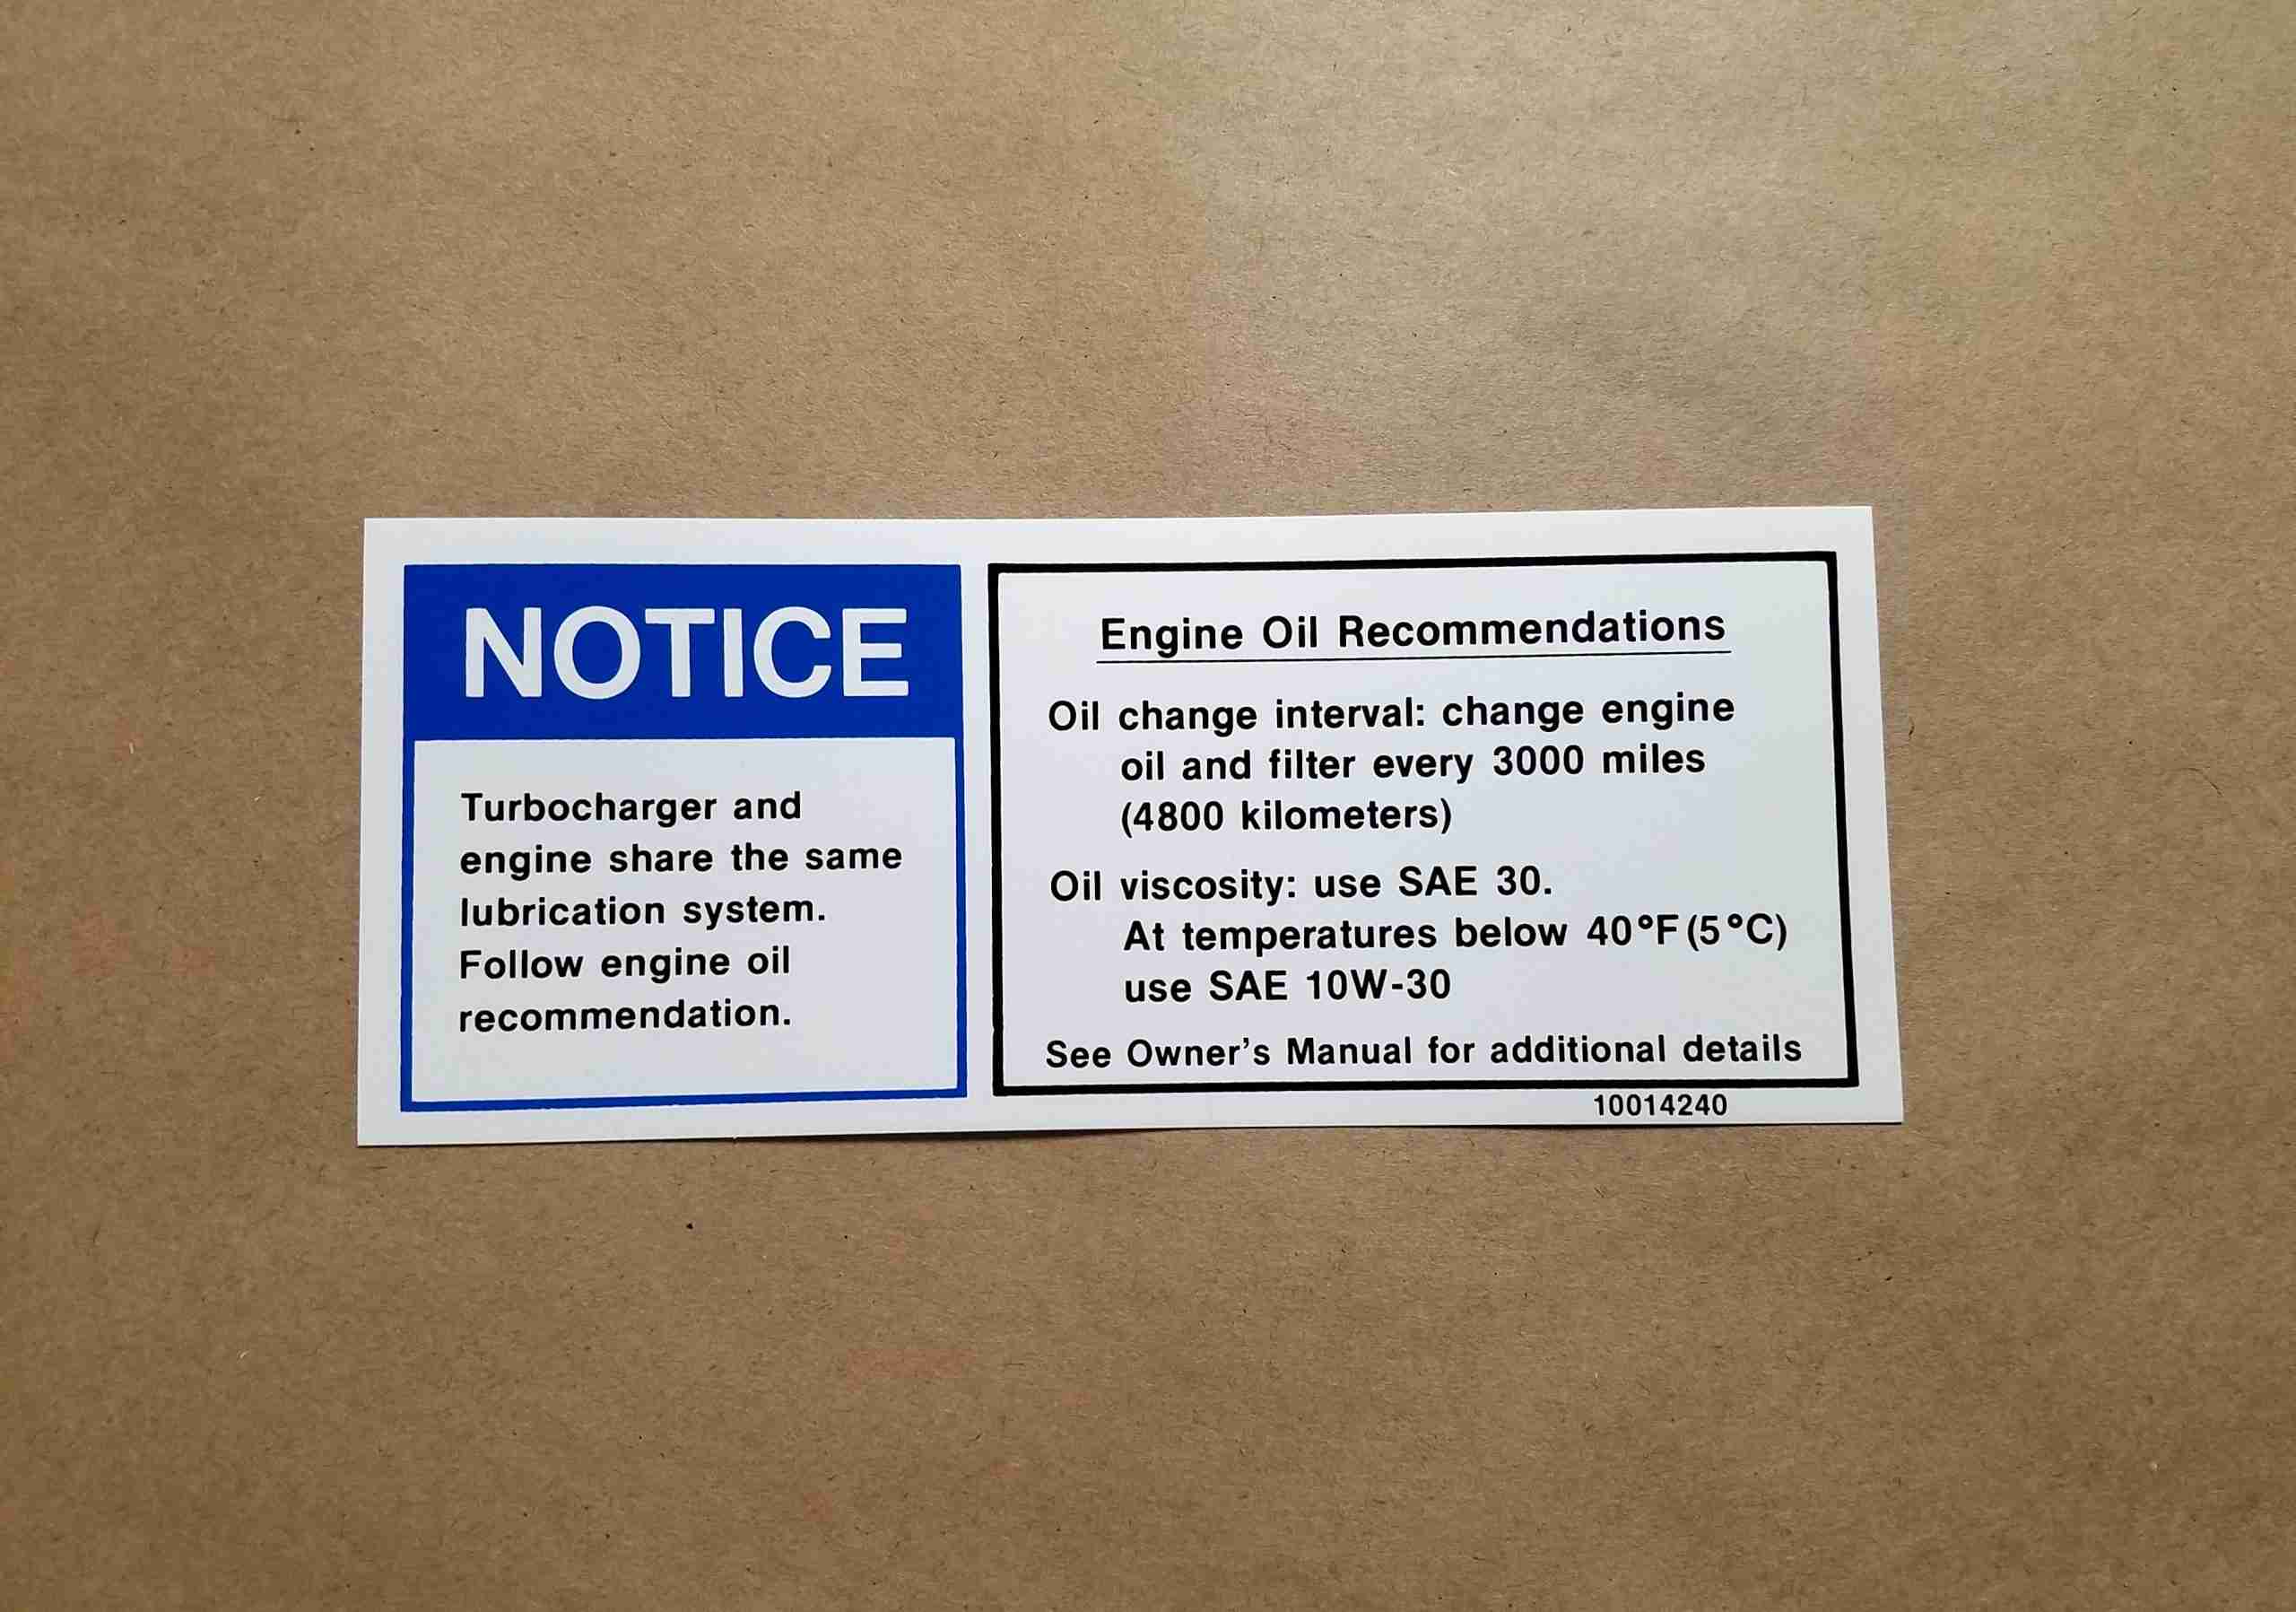 NOTICE
Turbocharger and
engine share the same
lubrication system.
Follow engine oil
recommendation.
Engine Oil Recommendations
Oil change interval: change engine
oil and filter every 3000 miles
(4800 kilometers)
Oil viscosity: use SAE 30.
At temperatures below 40°F(5°C)
use SAE 10W-30
See Owner's Manual for additional details
10014240